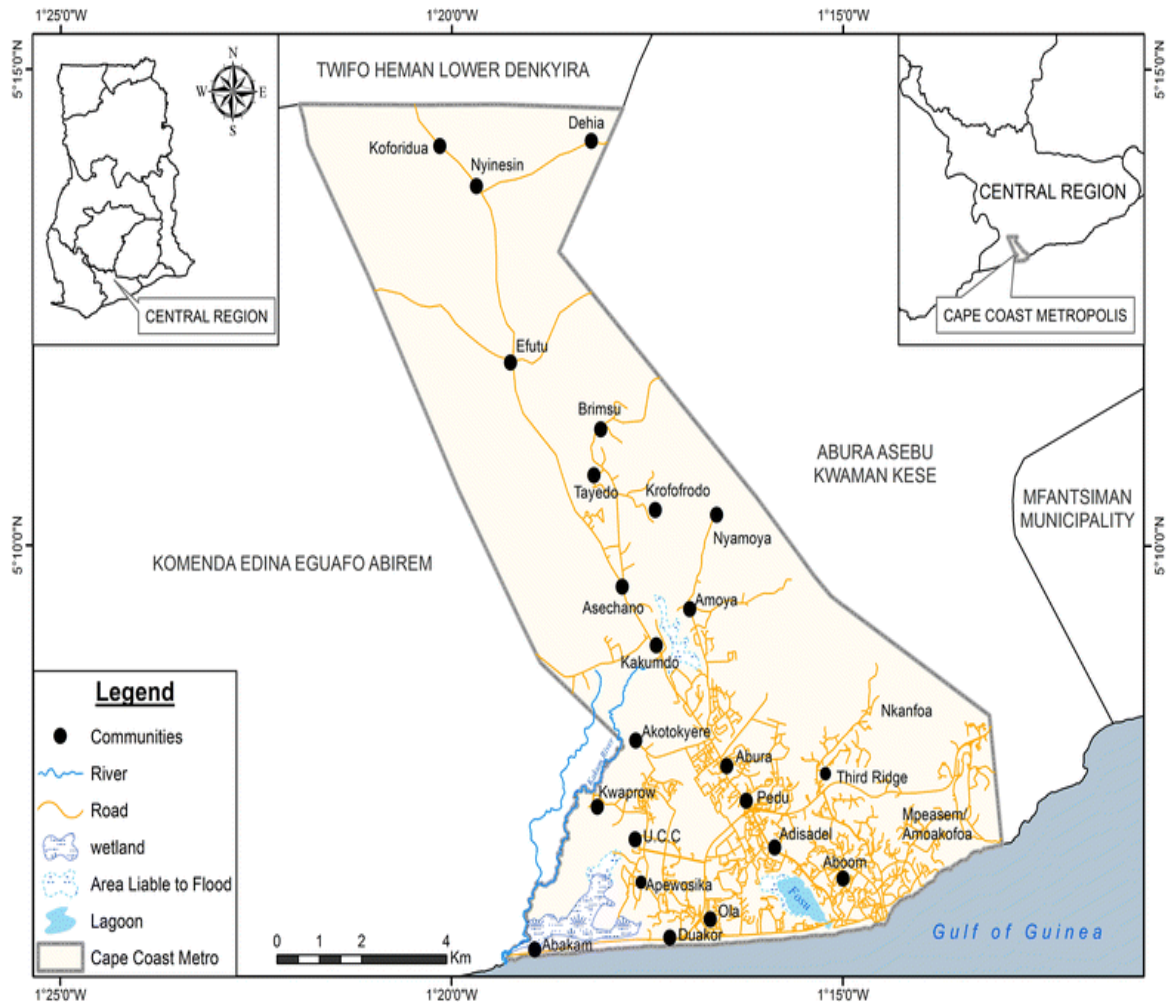 1°25'0"W
1°20'0"W
1°15'0"W
5°15'0"N
5°15'0"N
N
W
E
S
CENTRAL REGION
TWIFO HEMAN LOWER DENKYIRA
CENTRAL REGION
CAPE COAST METROPOLIS
Dehia
Koforidua
Nyinesin
Efutu
Brimsu
Tayedo
Krofofrodo
Nyamoya
ABURA ASEBU
KWAMAN KESE
MFANTSIMAN
MUNICIPALITY
5°10'0"N
5°10'0"N
KOMENDA EDINA EGUAFO ABIREM
Asechano
Amoya
Kakumdo
Nkanfoa
Akotokyere
Abura
Third Ridge
Kwaprow
Pedu
Mpeasem/
Amoakofoa
U.C.C
Adisadel
Aboom
Apewosika
Fosu
Ola
Duakor
Abakam
Gulf of Guinea
Legend
Communities
River
Road
wetland
Area Liable to Flood
Lagoon
Cape Coast Metro
0 1 2 4
Km
1°25'0"W
1°20'0"W
1°15'0"W